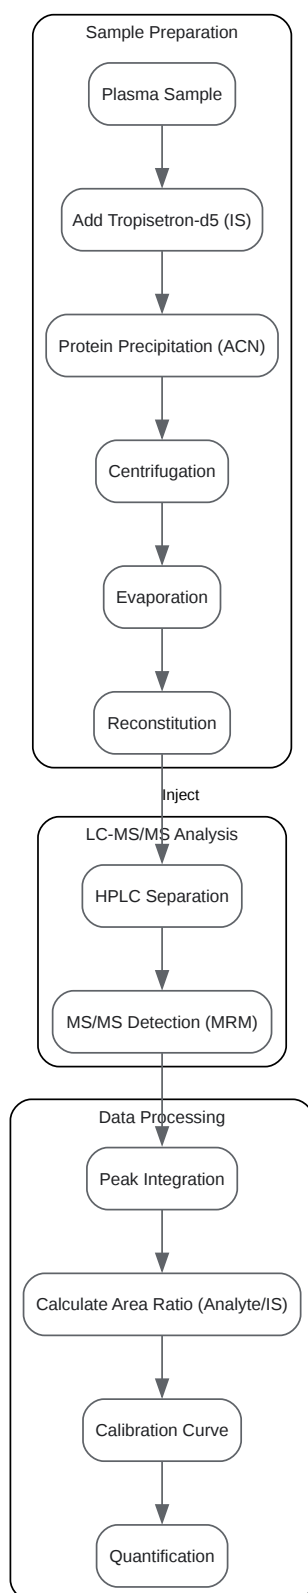 Sample Preparation
Plasma Sample
Add Tropisetron-d5 (IS)
Protein Precipitation (ACN)
Centrifugation
Evaporation
Reconstitution
Inject
LC-MS/MS Analysis
HPLC Separation
MS/MS Detection (MRM)
Data Processing
Peak Integration
Calculate Area Ratio (Analyte/IS)
Calibration Curve
Quantification